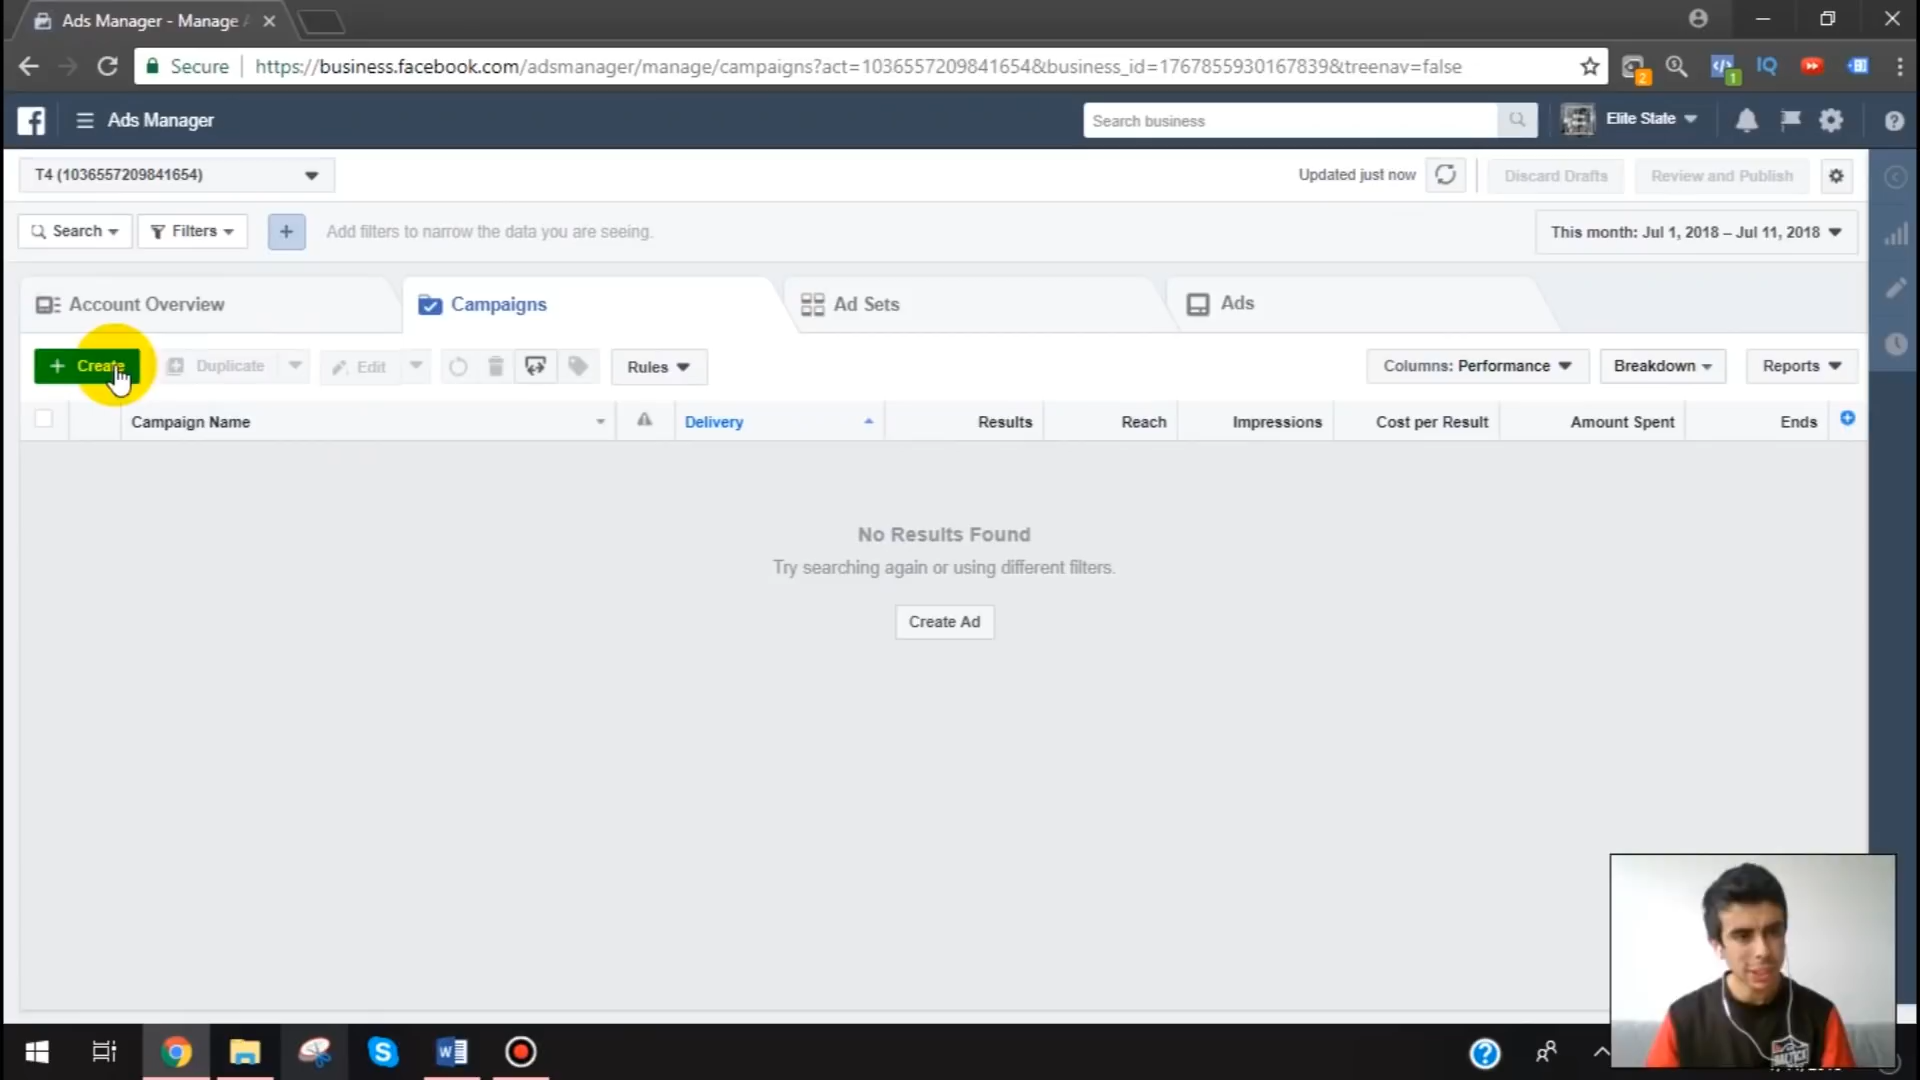 Ads Manager - Manage
Secure
https://business.facebook.com/adsmanager/manage/campaigns?act=1036557209841654&business_id=1767855930167839&treenav=false
2
1
IQ
Ads Manager
Search business
Elite State
T4 (1036557209841654)
Updated just now
Discard Drafts
Review and Publish
Search
Filters
Add filters to narrow the data you are seeing.
This month: Jul 1, 2018 – Jul 11, 2018
Account Overview
Campaigns
Ad Sets
Ads
+ Create
Duplicate
Edit
Rules
Columns: Performance
Breakdown
Reports
Campaign Name
Delivery
Results
Reach
Impressions
Cost per Result
Amount Spent
Ends
No Results Found
Try searching again or using different filters.
Create Ad
BALTICA